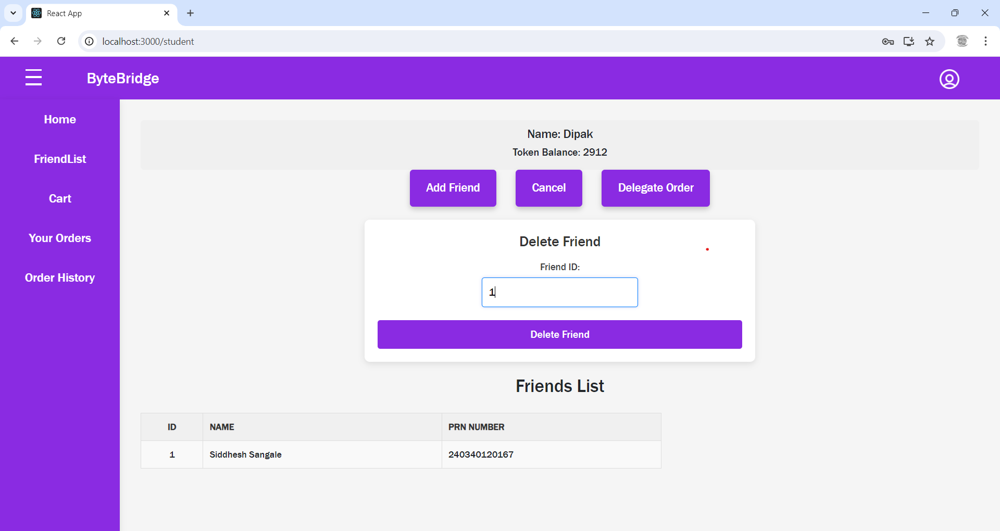 React App
localhost:3000/student
ByteBridge
Home
FriendList
Cart
Your Orders
Order History
Name: Dipak
Token Balance: 2912
Add Friend Cancel Delegate Order
Delete Friend
Friend ID:
1
Delete Friend
Friends List
ID NAME PRN NUMBER
1 Siddhesh Sangale 240340120167